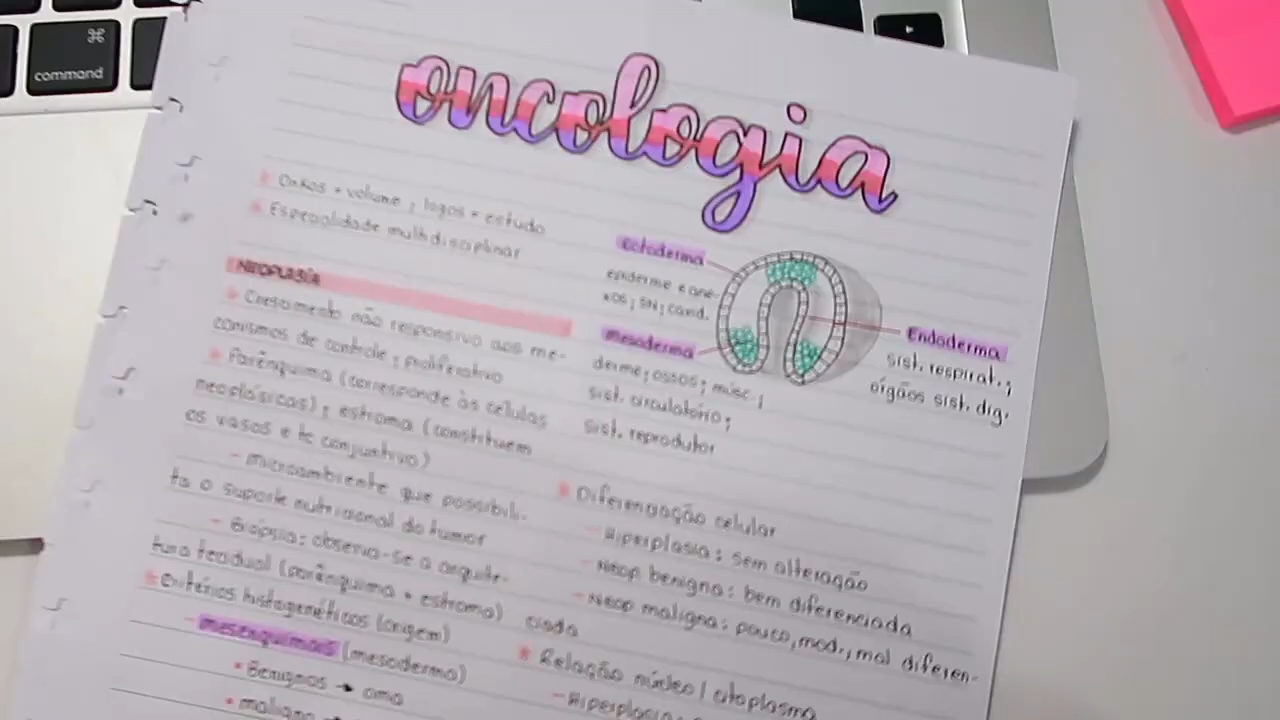 ⌘
command
oncologia
Onkos = volume; logos = estudo
Especialidade multidisciplinar
NEOPLASIA
Crescimento não responsivo aos me-
canismos de controle; proliferativo
Parênquima (corresponde às células
neoplásicas); estroma (constituem
os vasos e tc conjuntivo)
- Microambiente que possibili-
ta o suporte nutricional do tumor
- Biópsia: observa-se a arquite-
tura tecidual (parênquima + estroma)
Critérios histogenéticos (origem)
- mesenquimais (mesoderma)
• Benignos → oma
• maligno →
Ectoderma
epiderme e ane-
xos; SN; cavid.
Mesoderma
derme; ossos; músc.;
sist. circulatório;
sist. reprodutor
Endoderma
sist. respirat.;
órgãos sist. dig.
Diferenciação celular
- Hiperplasia: sem alteração
- Neop benigna: bem diferenciada
- Neop maligna: pouco, mod., mal diferen-
ciada
Relação núcleo/citoplasma
- Hiperplasia: